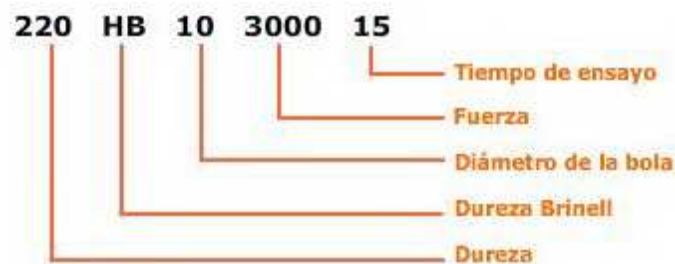 220 HB 10 3000 15
Tiempo de ensayo
Fuerza
Diámetro de la bola
Dureza Brinell
Dureza